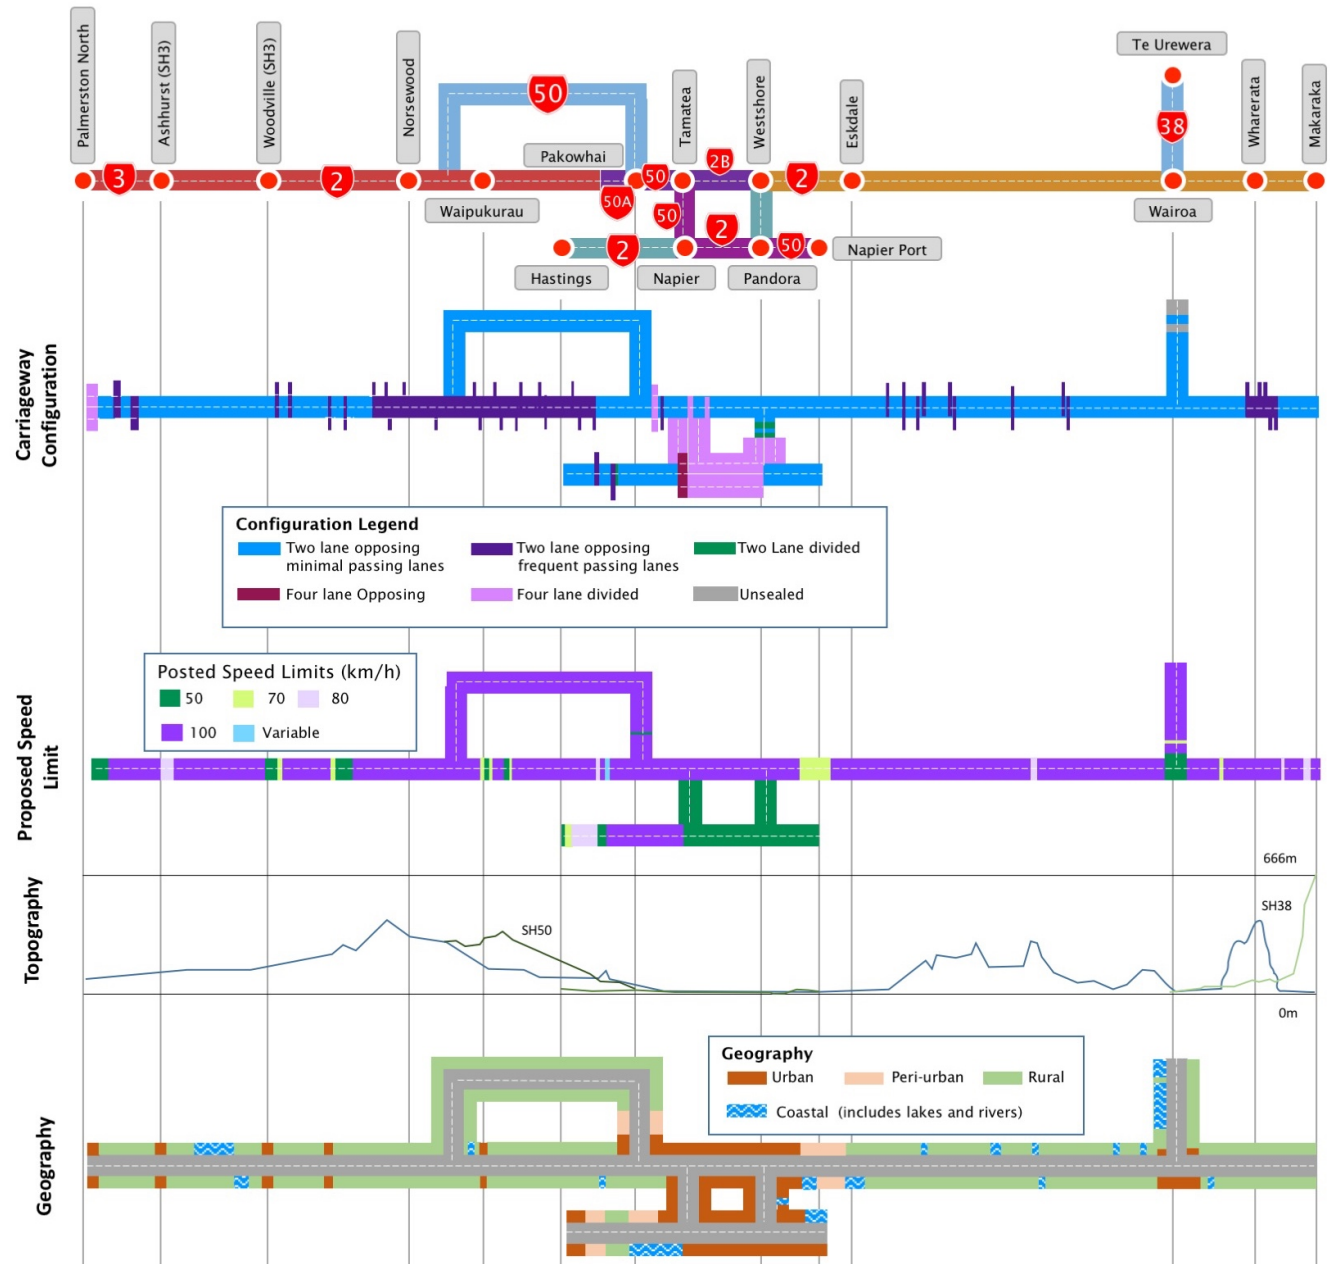 Palmerston North
Ashhurst (SH3)
Woodville (SH3)
Norsewood
50
Pakowhai
Tamatea
Westshore
Eskdale
Te Urewera
38
Wharerata
Makaraka
3
2
50
2B
2
50A
50
2
Waipukurau
Wairoa
2
50
Napier Port
Hastings
Napier
Pandora
Carriageway
Configuration
Configuration Legend
Two lane opposing
minimal passing lanes
Two lane opposing
frequent passing lanes
Two Lane divided
Four lane Opposing
Four lane divided
Unsealed
Proposed Speed
Limit
Posted Speed Limits (km/h)
50
70
80
100
Variable
Topography
666m
SH50
SH38
0m
Geography
Geography
Urban
Peri-urban
Rural
Coastal (includes lakes and rivers)